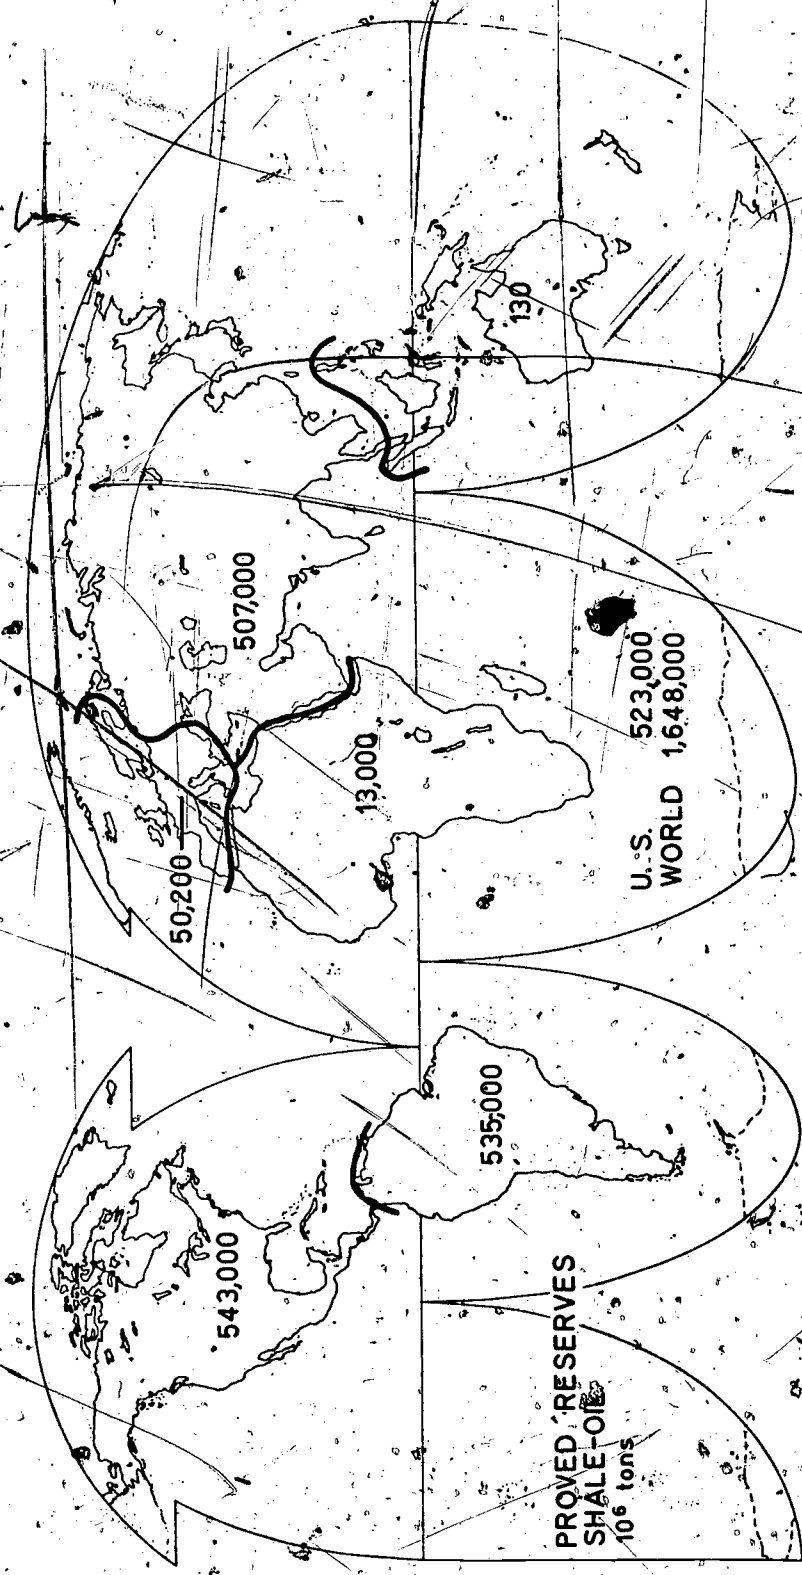 543,000
50,200
507,000
13,000
535,000
130
PROVED RESERVES
SHALE-OIL
10⁶ tons
U.S. 523,000
WORLD 1,648,000